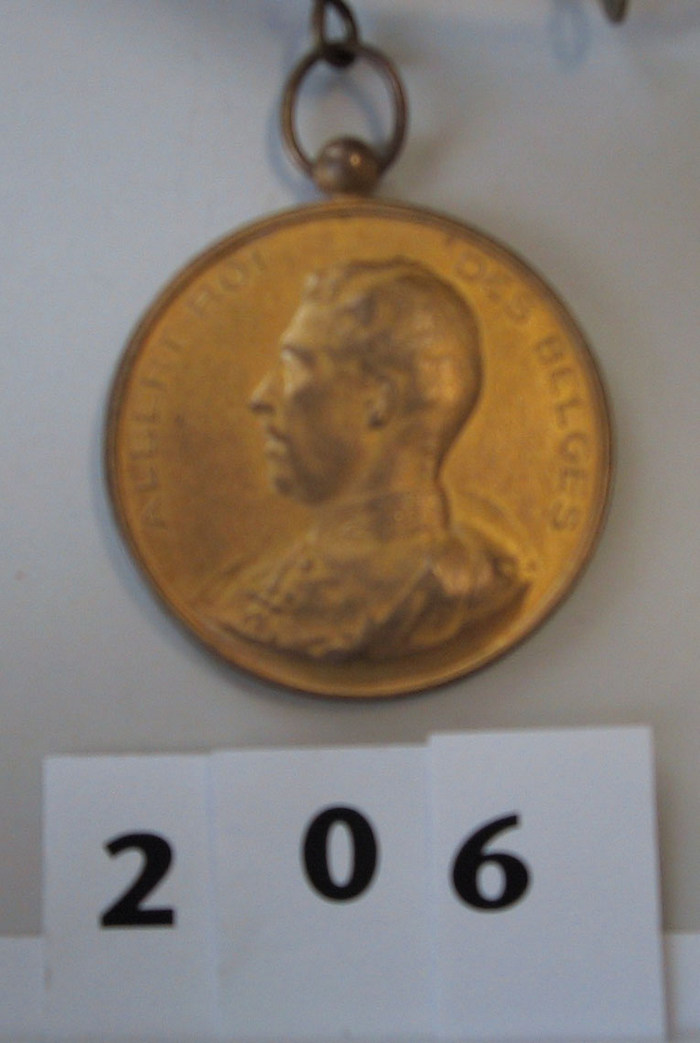 ALBERT ROI DES BELGES
2 0 6